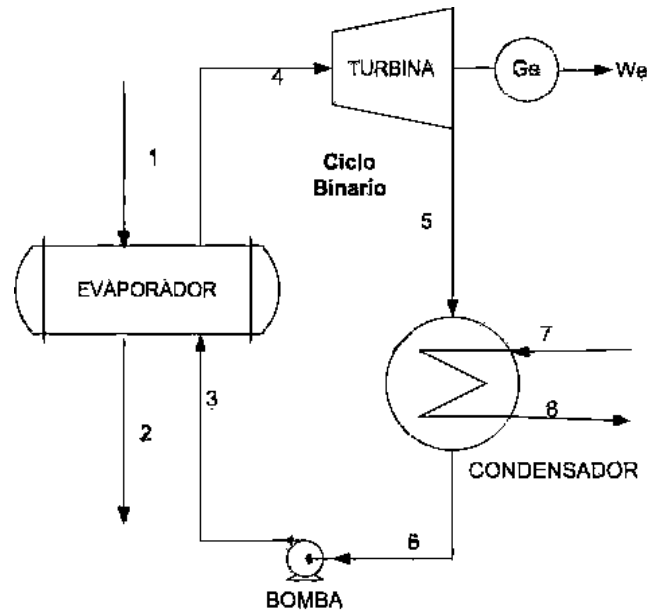 4
TURBINA
Ge
We
1
Ciclo
Binario
5
EVAPORADOR
7
3
8
2
CONDENSADOR
6
BOMBA